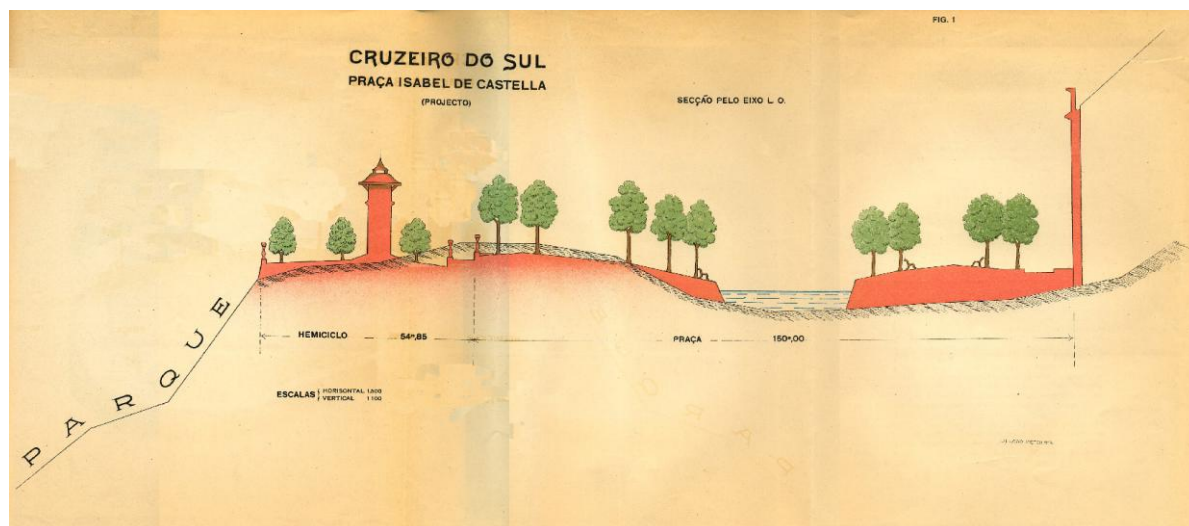 FIG. 1
CRUZEIRO DO SUL
PRAÇA ISABEL DE CASTELLA
(PROJECTO)
SECÇÃO PELO EIXO L. O.
PARQUE
HEMICICLO 54m,85
PRAÇA 150m,00
ESCALAS
HORISONTAL 1:500
VERTICAL 1:100